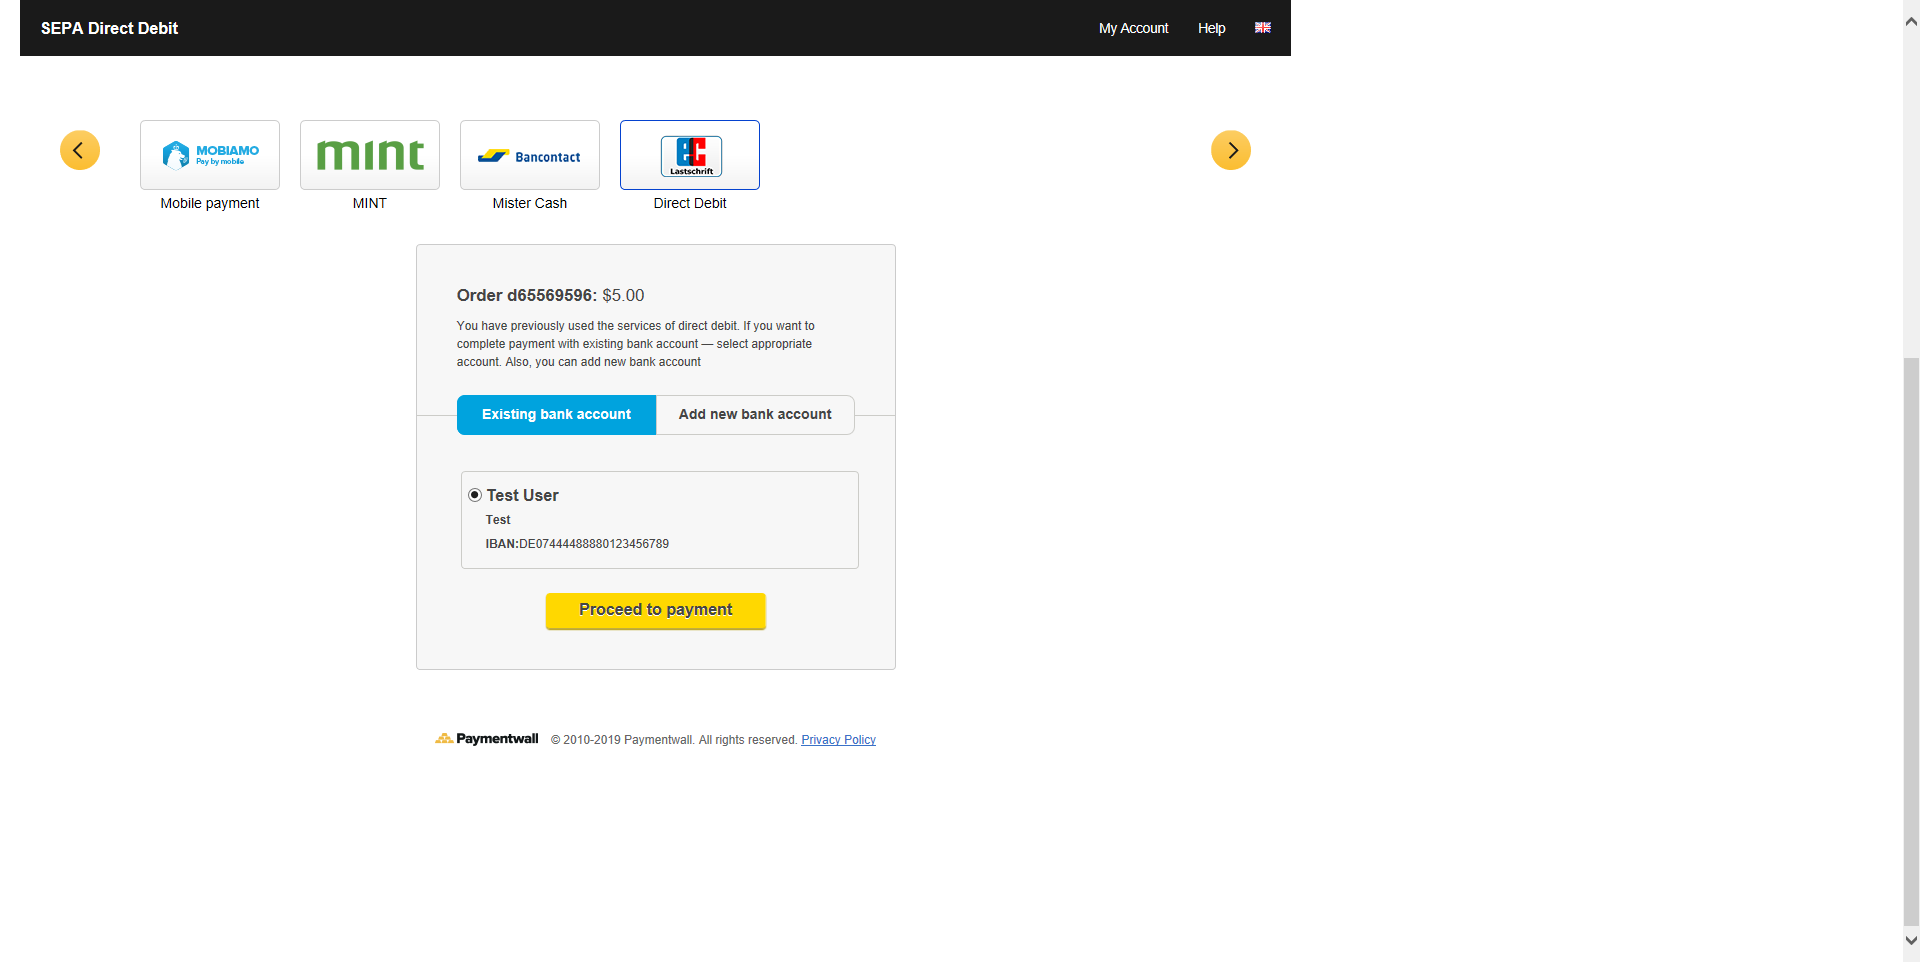 SEPA Direct Debit
My Account
Help
MOBIAMO
Pay by mobile
mint
Bancontact
ec
Lastschrift
Mobile payment
MINT
Mister Cash
Direct Debit
Order d65569596: $5.00
You have previously used the services of direct debit. If you want to
complete payment with existing bank account — select appropriate
account. Also, you can add new bank account
Existing bank account
Add new bank account
Test User
Test
IBAN:DE07444488880123456789
Proceed to payment
Paymentwall © 2010-2019 Paymentwall. All rights reserved. Privacy Policy